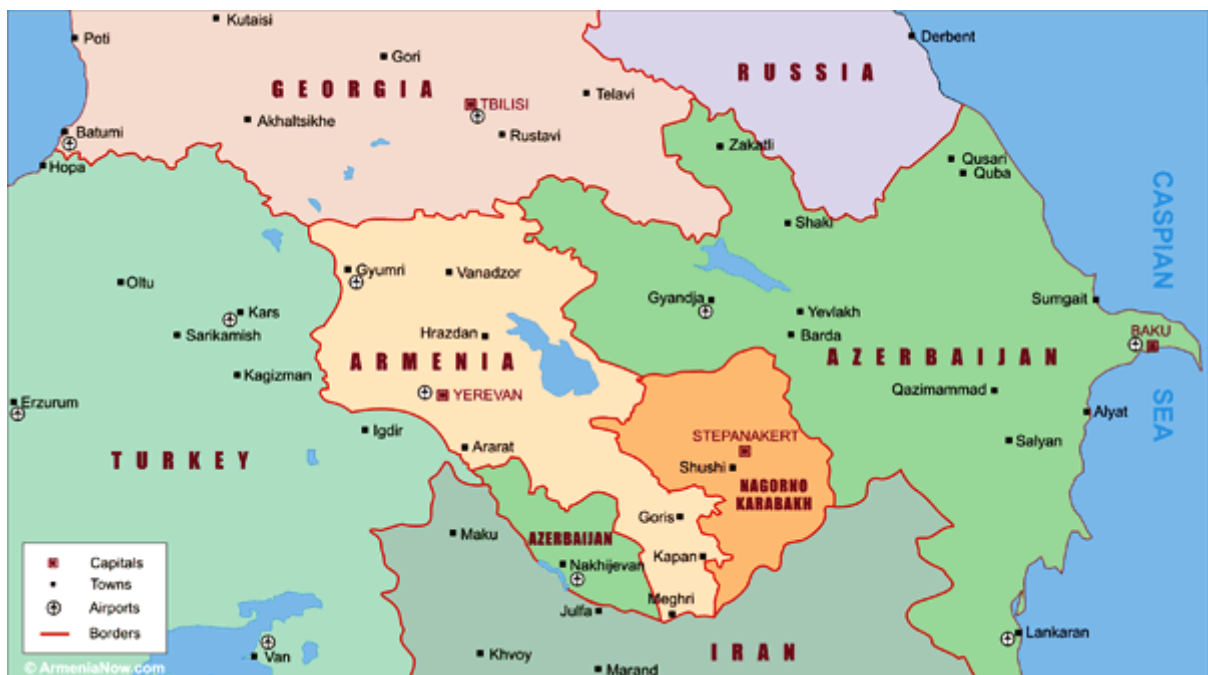 Kutaisi
Poti
Derbent
Gori
RUSSIA
GEORGIA
Telavi
TBILISI
Akhaltsikhe
Batumi
Rustavi
Zakatli
Hopa
Qusari
Quba
CASPIAN
Shaki
Gyumri
Vanadzor
Oltu
Gyandja
Sumgait
Kars
Yevlakh
Sarikamish
Hrazdan
Barda
BAKU
ARMENIA
AZERBAIJAN
Kagizman
Qazimammad
SEA
YEREVAN
Erzurum
Alyat
Igdir
STEPANAKERT
Salyan
Ararat
TURKEY
Shushi
NAGORNO
KARABAKH
Goris
Maku
AZERBAIJAN
Kapan
Nakhijevan
Capitals
Towns
Meghri
Airports
Julfa
Borders
Lankaran
Van
Khvoy
IRAN
© ArmeniaNow.com
Marand